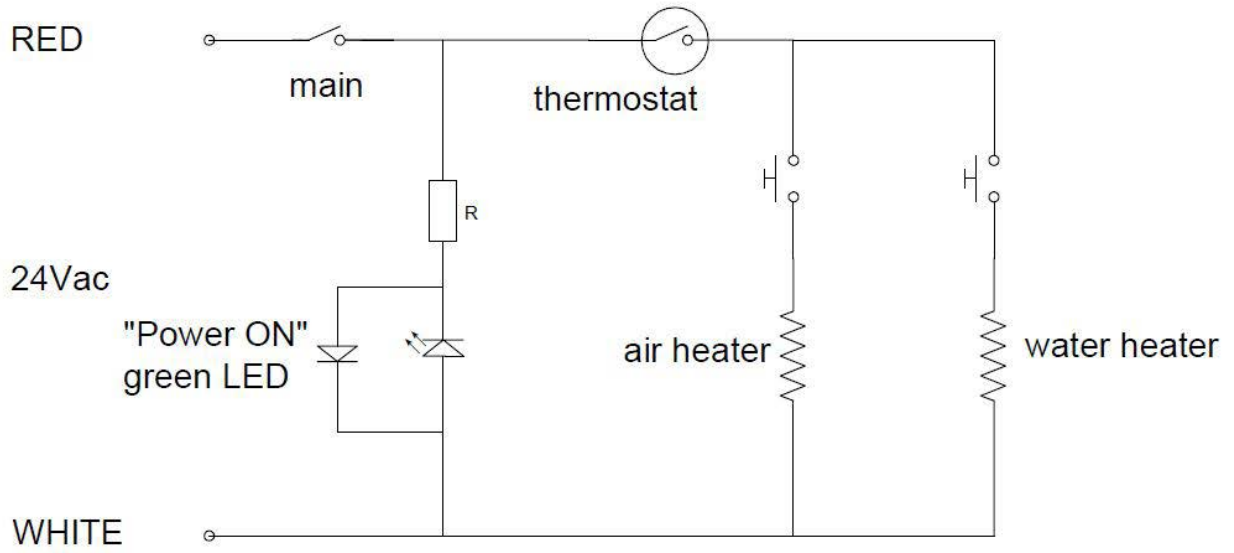 RED
main
thermostat
R
24Vac
"Power ON"
green LED
air heater
water heater
WHITE